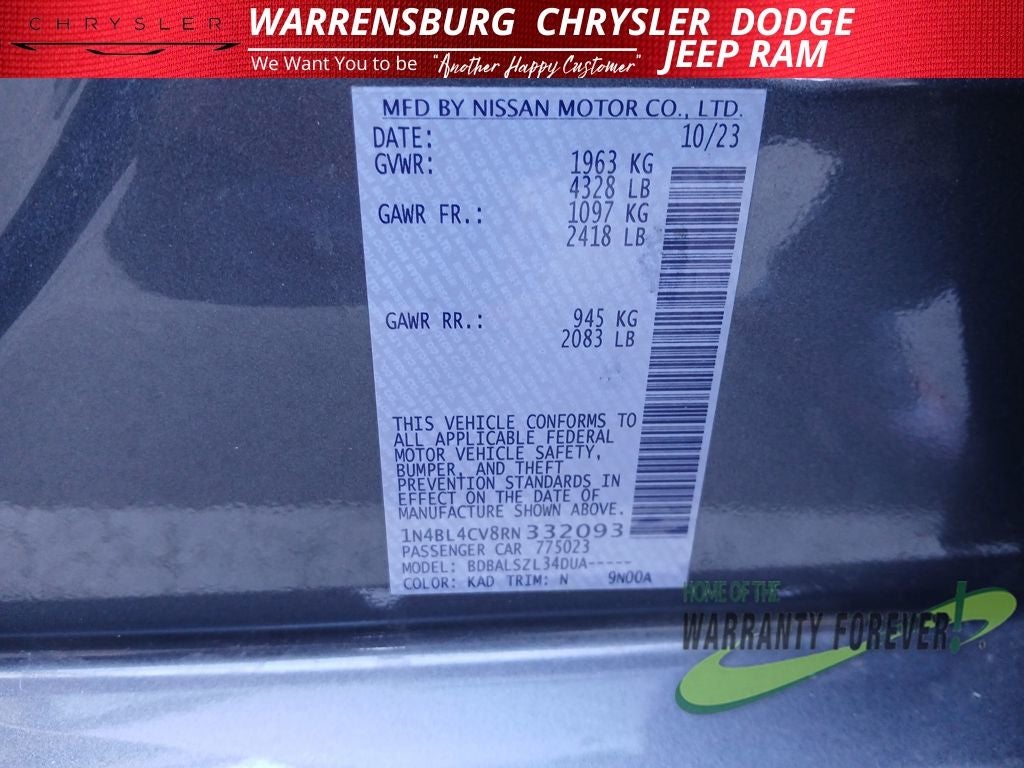 CHRYSLER
WARRENSBURG CHRYSLER DODGE
JEEP RAM
We Want You to be "Another Happy Customer"
MFD BY NISSAN MOTOR CO., LTD.
DATE: 10/23
GVWR: 1963 KG
4328 LB
GAWR FR.: 1097 KG
2418 LB
GAWR RR.: 945 KG
2083 LB
THIS VEHICLE CONFORMS TO
ALL APPLICABLE FEDERAL
MOTOR VEHICLE SAFETY,
BUMPER, AND THEFT
PREVENTION STANDARDS IN
EFFECT ON THE DATE OF
MANUFACTURE SHOWN ABOVE.
1N4BL4CV8RN 332093
PASSENGER CAR 775023
MODEL: BDBALSZL34DUA-----
COLOR: KAD TRIM: N 9N00A
HOME OF THE
WARRANTY FOREVER!